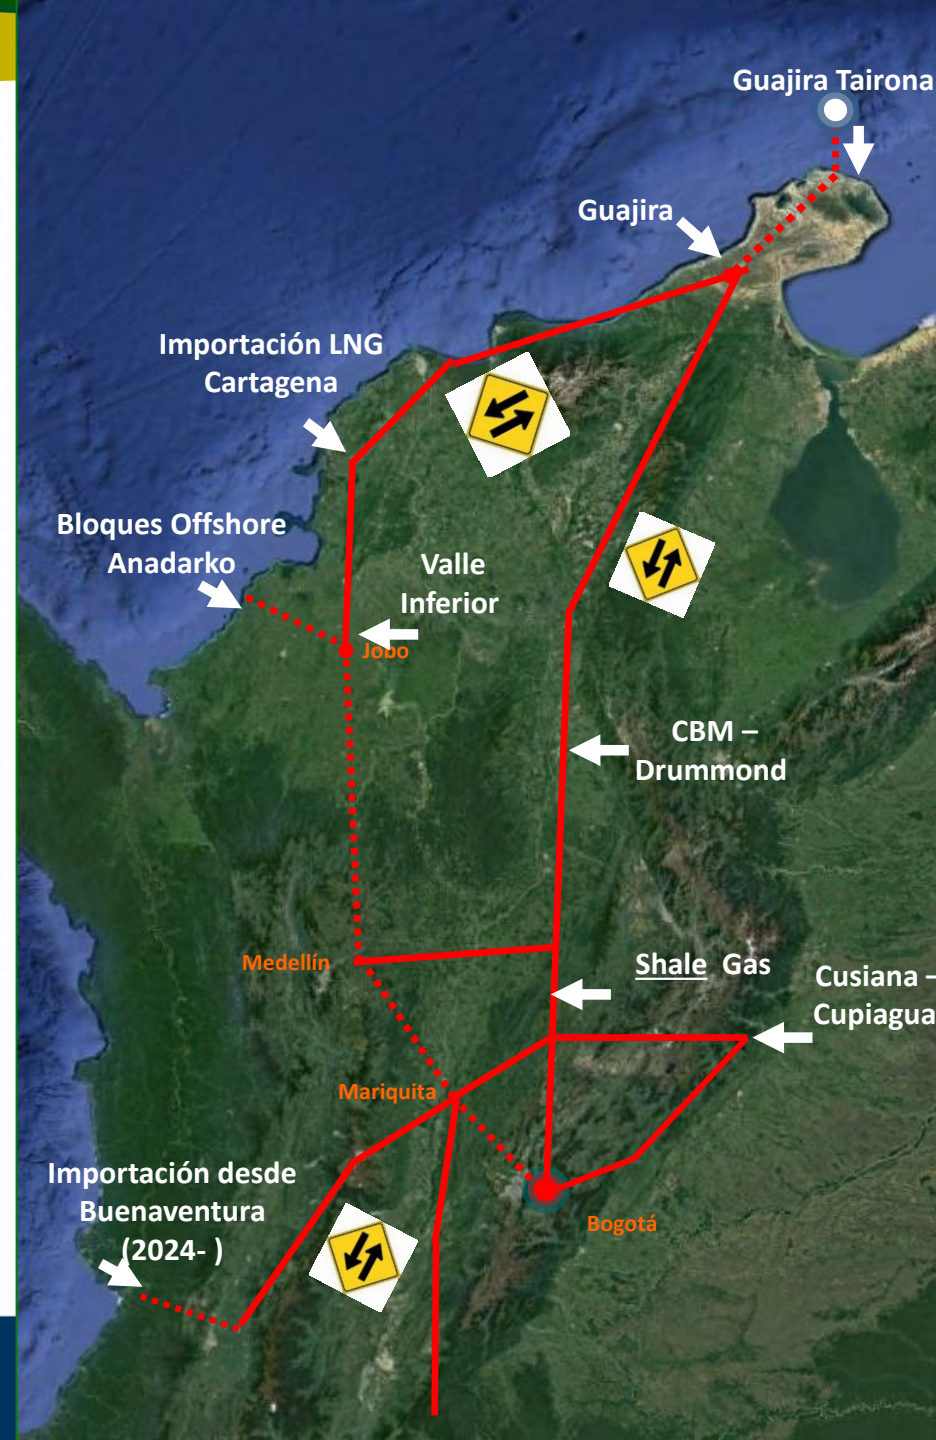 Guajira Tairona
Guajira
Importación LNG
Cartagena
Bloques Offshore
Anadarko
Valle
Inferior
Jobo
CBM –
Drummond
Medellín
Shale Gas
Cusiana –
Cupiagua
Mariquita
Importación desde
Buenaventura
(2024- )
Bogotá